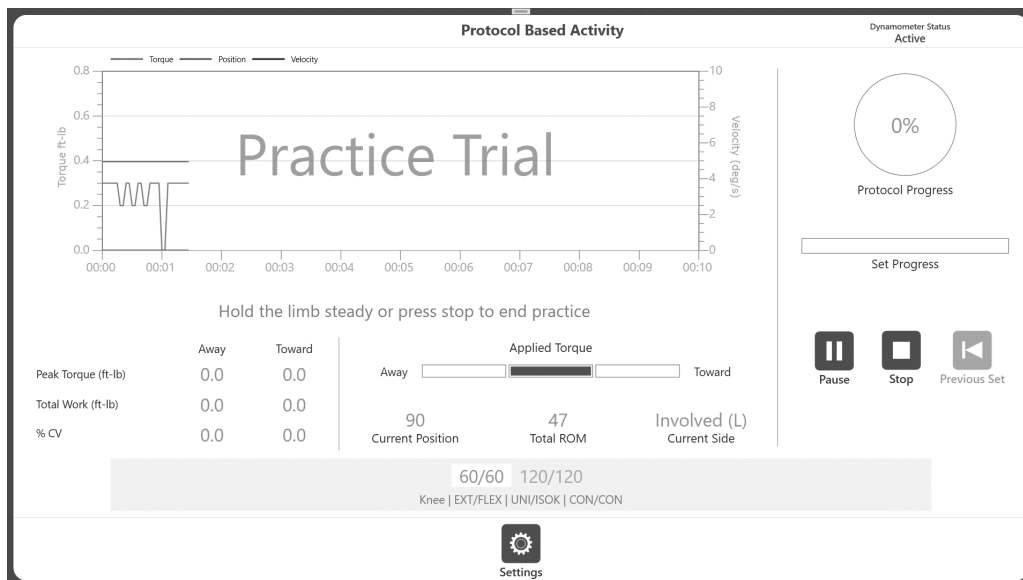 Protocol Based Activity
Dynamometer Status
Active
Torque Position Velocity
0.8
0.6
0.4
0.2
0.0
Torque ft-lb
Practice Trial
10
8
6
4
2
0
Velocity (deg/s)
00:00 00:01 00:02 00:03 00:04 00:05 00:06 00:07 00:08 00:09 00:10
0%
Protocol Progress
Set Progress
Hold the limb steady or press stop to end practice
Away Toward
Peak Torque (ft-lb) 0.0 0.0
Total Work (ft-lb) 0.0 0.0
% CV 0.0 0.0
Applied Torque
Away Toward
90 47 Involved (L)
Current Position Total ROM Current Side
Pause Stop Previous Set
60/60 120/120
Knee | EXT/FLEX | UNI/ISOK | CON/CON
Settings